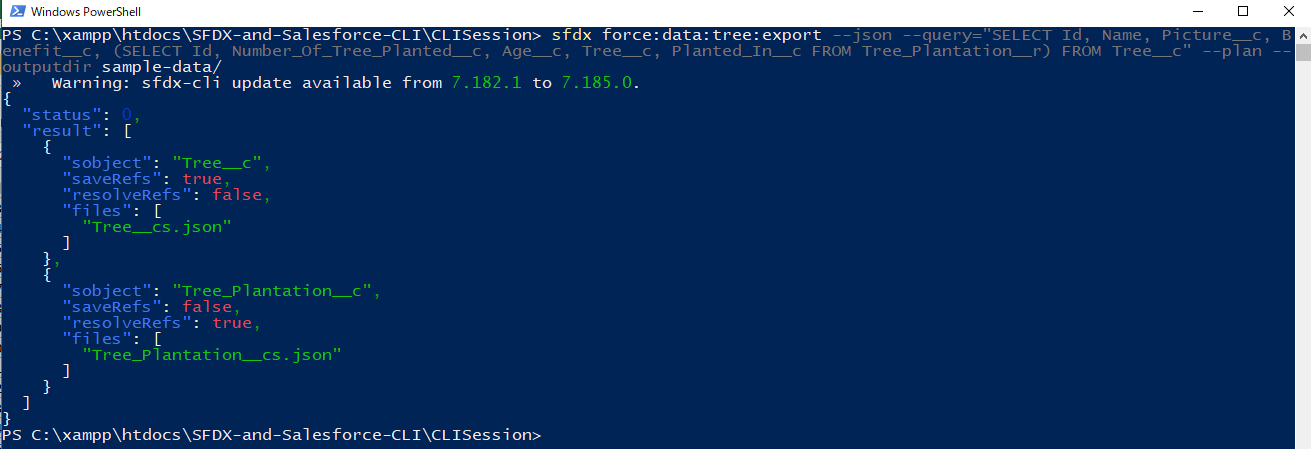 Windows PowerShell
PS C:\xampp\htdocs\SFDX-and-Salesforce-CLI\CLISession> sfdx force:data:tree:export --json --query="SELECT Id, Name, Picture__c, B
enefit__c, (SELECT Id, Number_Of_Tree_Planted__c, Age__c, Tree__c, Planted_In__c FROM Tree_Plantation__r) FROM Tree__c" --plan --
outputdir sample-data/
 »   Warning: sfdx-cli update available from 7.182.1 to 7.185.0.
{
  "status": 0,
  "result": [
    {
      "sobject": "Tree__c",
      "saveRefs": true,
      "resolveRefs": false,
      "files": [
        "Tree__cs.json"
      ]
    },
    {
      "sobject": "Tree_Plantation__c",
      "saveRefs": false,
      "resolveRefs": true,
      "files": [
        "Tree_Plantation__cs.json"
      ]
    }
  ]
}
PS C:\xampp\htdocs\SFDX-and-Salesforce-CLI\CLISession>